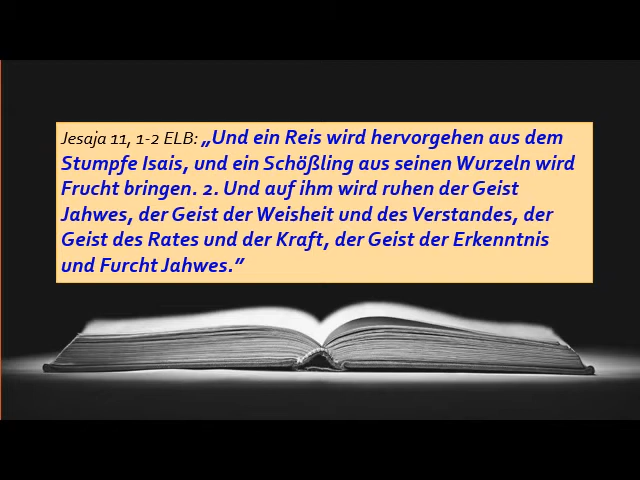 Jesaja 11, 1-2 ELB: „Und ein Reis wird hervorgehen aus dem
Stumpfe Isais, und ein Schößling aus seinen Wurzeln wird
Frucht bringen. 2. Und auf ihm wird ruhen der Geist
Jahwes, der Geist der Weisheit und des Verstandes, der
Geist des Rates und der Kraft, der Geist der Erkenntnis
und Furcht Jahwes.”